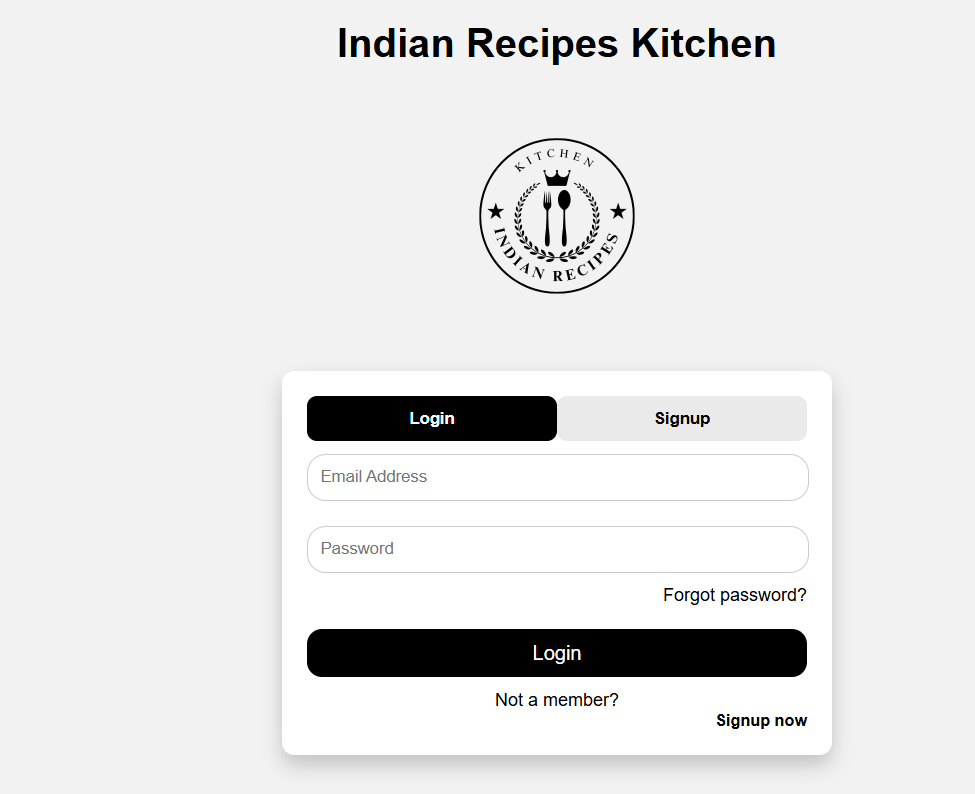 Indian Recipes Kitchen
KITCHEN
INDIAN RECIPES
Login Signup
Email Address
Password
Forgot password?
Login
Not a member?
Signup now